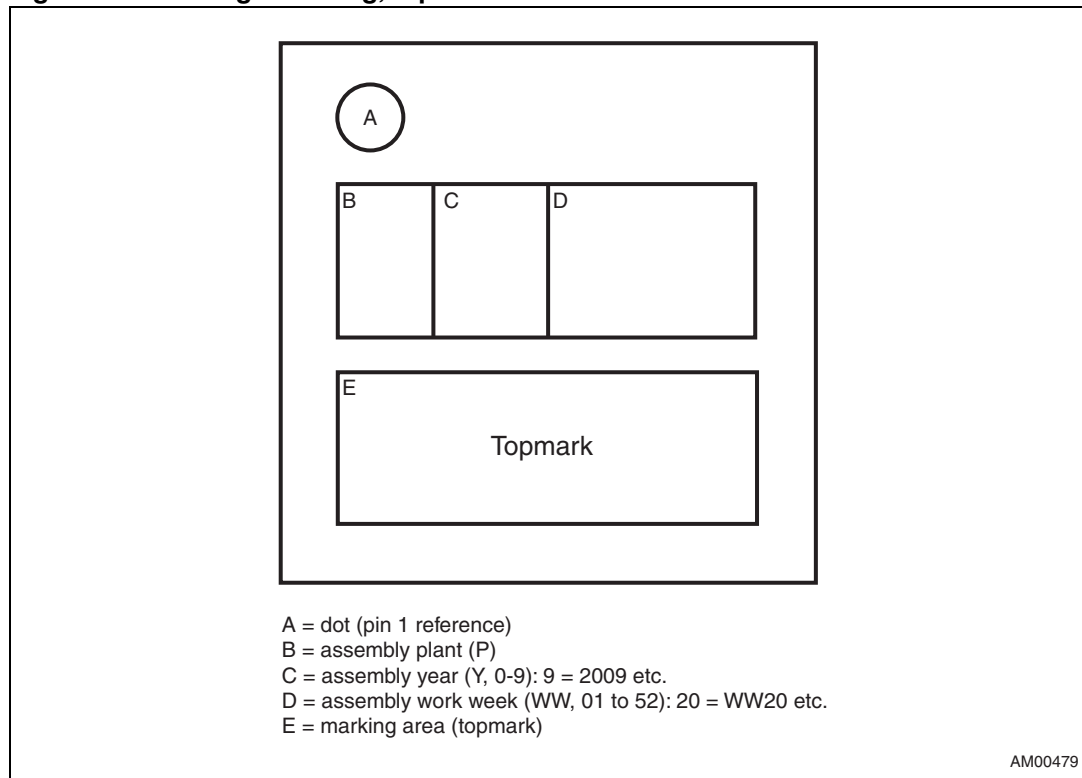 A
B C D
E
Topmark
A = dot (pin 1 reference)
B = assembly plant (P)
C = assembly year (Y, 0-9): 9 = 2009 etc.
D = assembly work week (WW, 01 to 52): 20 = WW20 etc.
E = marking area (topmark)
AM00479